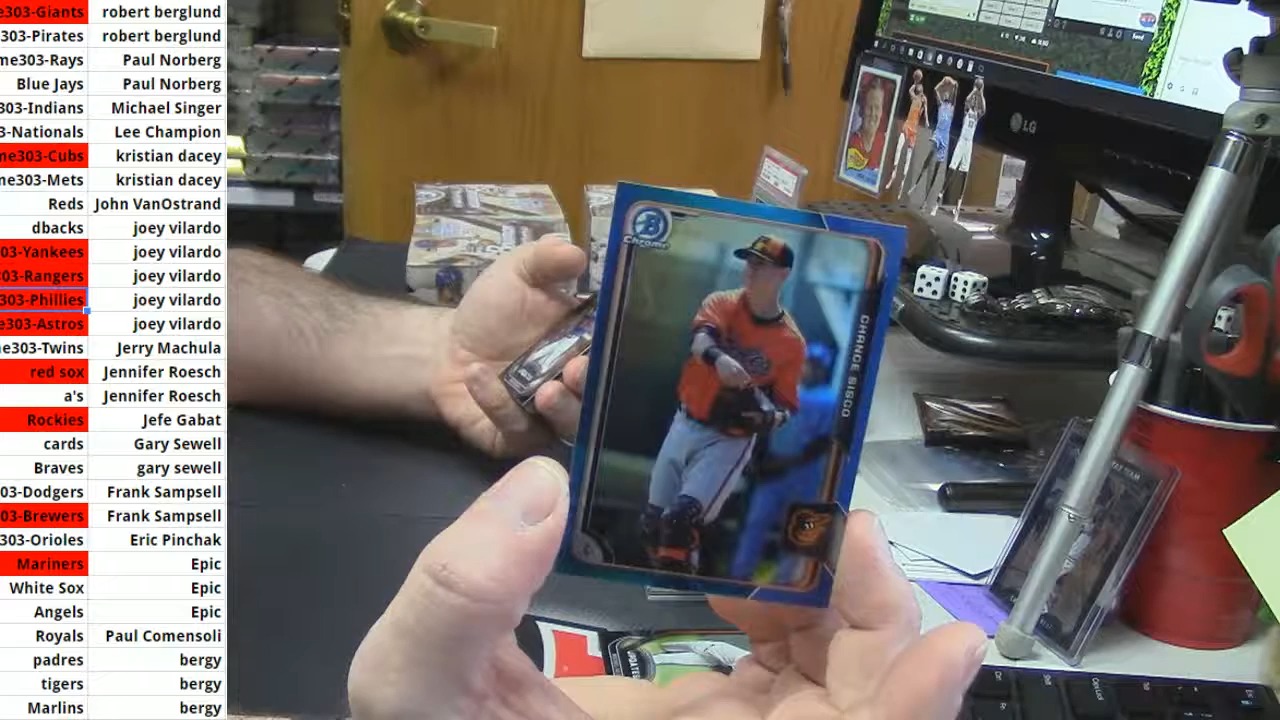 e303-Giants robert berglund
303-Pirates robert berglund
me303-Rays Paul Norberg
Blue Jays Paul Norberg
303-Indians Michael Singer
3-Nationals Lee Champion
me303-Cubs kristian dacey
me303-Mets kristian dacey
Reds John VanOstrand
dbacks joey vilardo
03-Yankees joey vilardo
03-Rangers joey vilardo
303-Phillies joey vilardo
e303-Astros joey vilardo
e303-Twins Jerry Machula
red sox Jennifer Roesch
a's Jennifer Roesch
Rockies Jefe Gabat
cards Gary Sewell
Braves gary sewell
03-Dodgers Frank Sampsell
03-Brewers Frank Sampsell
303-Orioles Eric Pinchak
Mariners Epic
White Sox Epic
Angels Epic
Royals Paul Comensoli
padres bergy
tigers bergy
Marlins bergy
LG
B
Chrome
CHANCE SISCO